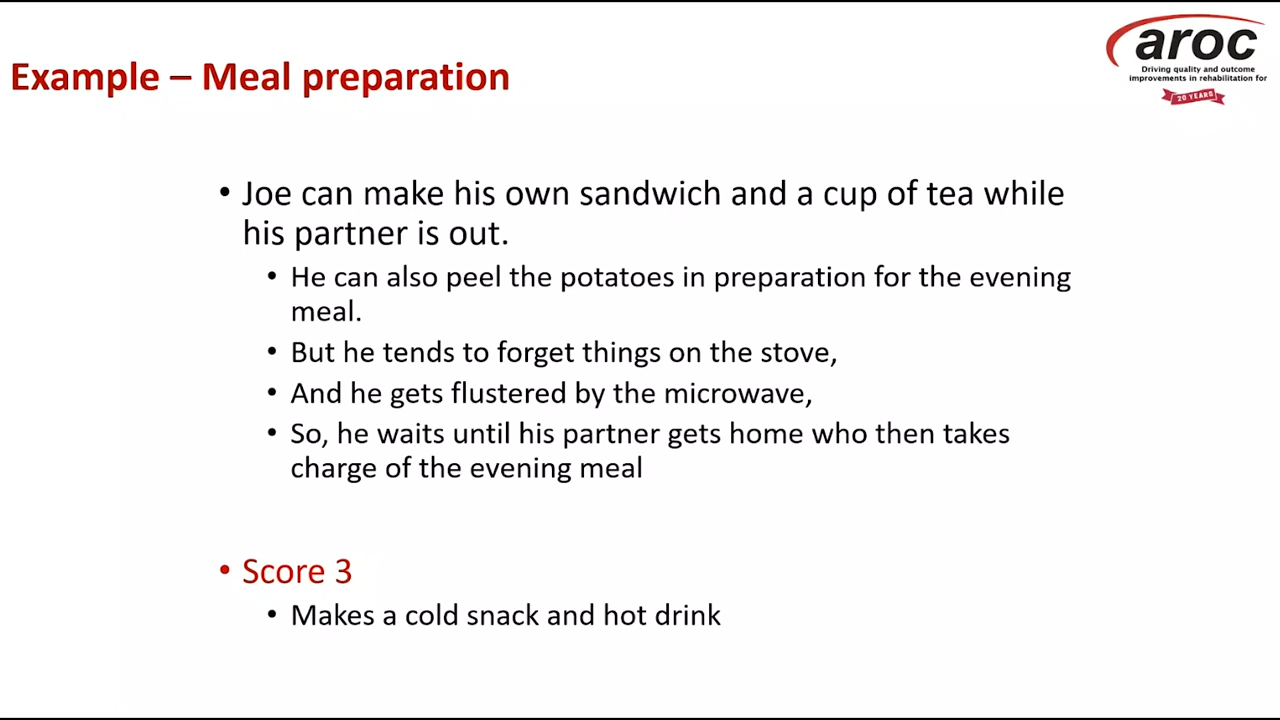 aroc
Driving quality and outcome
improvements in rehabilitation for
20 YEARS
Example – Meal preparation
• Joe can make his own sandwich and a cup of tea while
his partner is out.
• He can also peel the potatoes in preparation for the evening
meal.
• But he tends to forget things on the stove,
• And he gets flustered by the microwave,
• So, he waits until his partner gets home who then takes
charge of the evening meal
• Score 3
• Makes a cold snack and hot drink